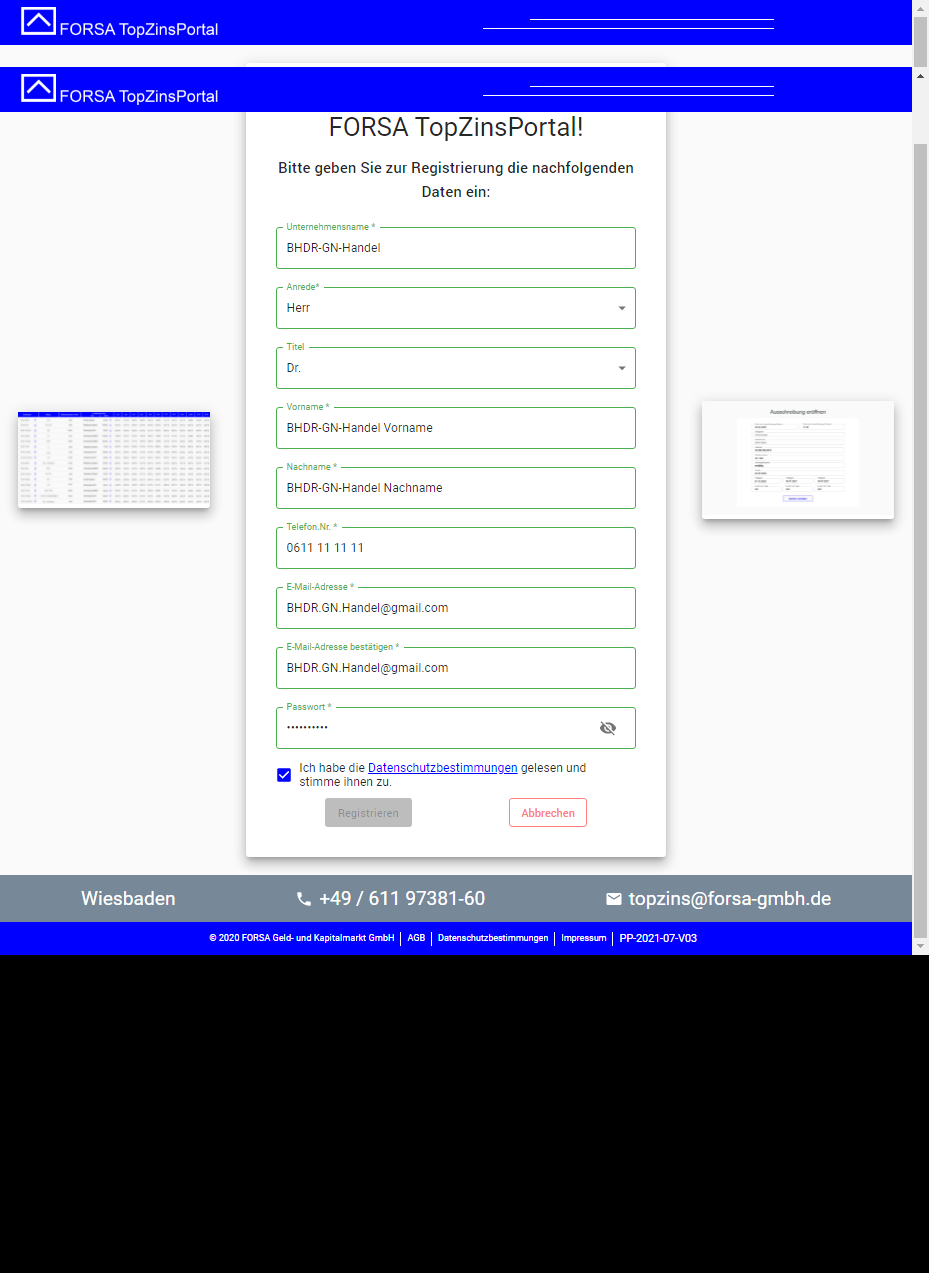 FORSA TopZinsPortal
FORSA TopZinsPortal
FORSA TopZinsPortal!
Bitte geben Sie zur Registrierung die nachfolgenden
Daten ein:
Unternehmensname *
BHDR-GN-Handel
Anrede*
Herr
Titel
Dr.
Vorname *
BHDR-GN-Handel Vorname
Nachname *
BHDR-GN-Handel Nachname
Telefon.Nr. *
0611 11 11 11
E-Mail-Adresse *
BHDR.GN.Handel@gmail.com
E-Mail-Adresse bestätigen *
BHDR.GN.Handel@gmail.com
Passwort *
••••••••••
Ich habe die Datenschutzbestimmungen gelesen und
stimme ihnen zu.
Registrieren Abbrechen
Ausschreibung eröffnen
Wiesbaden +49 / 611 97381-60 topzins@forsa-gmbh.de
© 2020 FORSA Geld- und Kapitalmarkt GmbH | AGB | Datenschutzbestimmungen | Impressum | PP-2021-07-V03